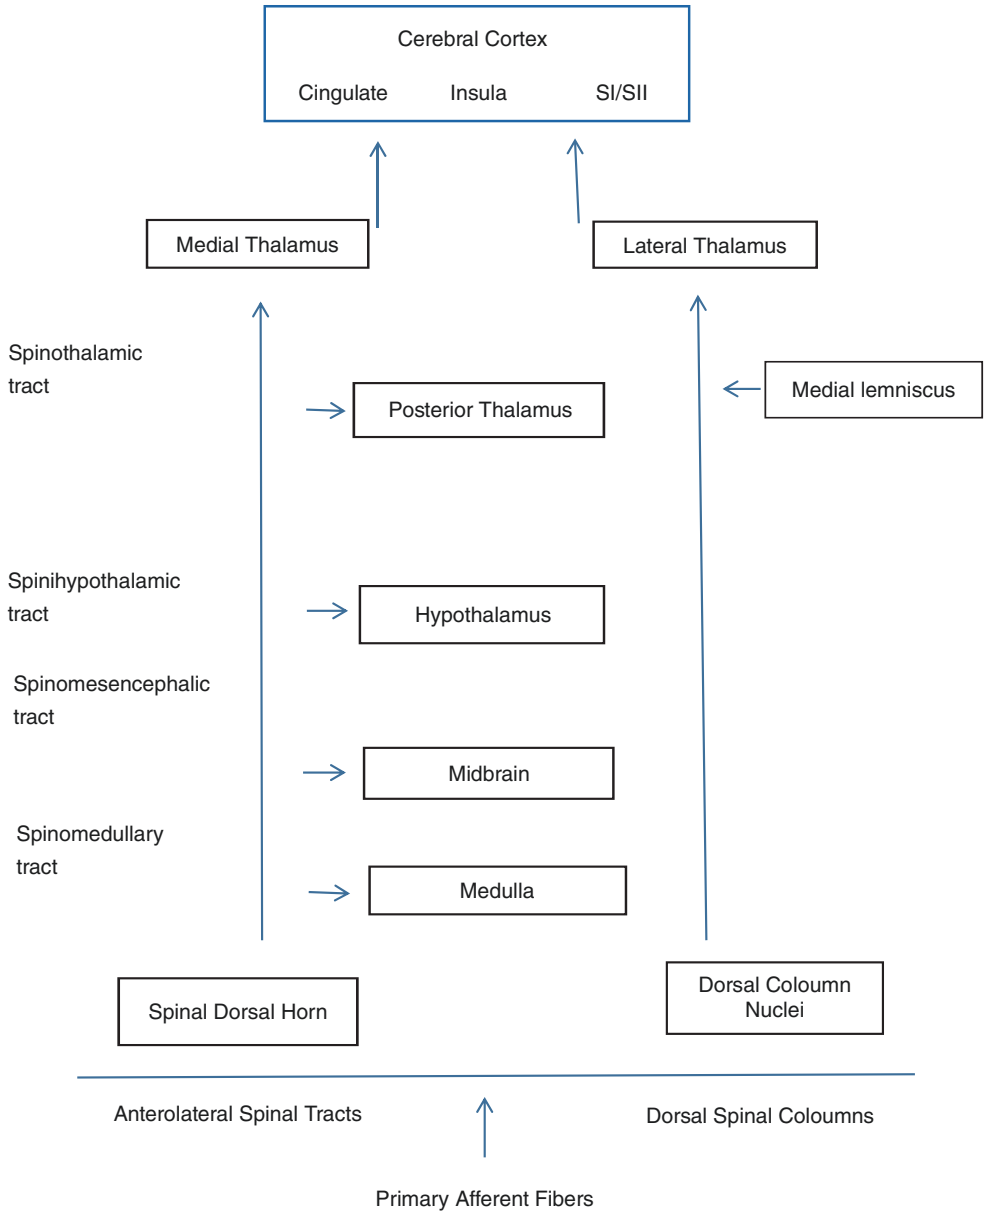 Cerebral Cortex
Cingulate Insula SI/SII
Medial Thalamus
Lateral Thalamus
Spinothalamic
tract
Posterior Thalamus
Medial lemniscus
Spinihypothalamic
tract
Hypothalamus
Spinomesencephalic
tract
Midbrain
Spinomedullary
tract
Medulla
Spinal Dorsal Horn
Dorsal Coloumn
Nuclei
Anterolateral Spinal Tracts
Dorsal Spinal Coloumns
Primary Afferent Fibers